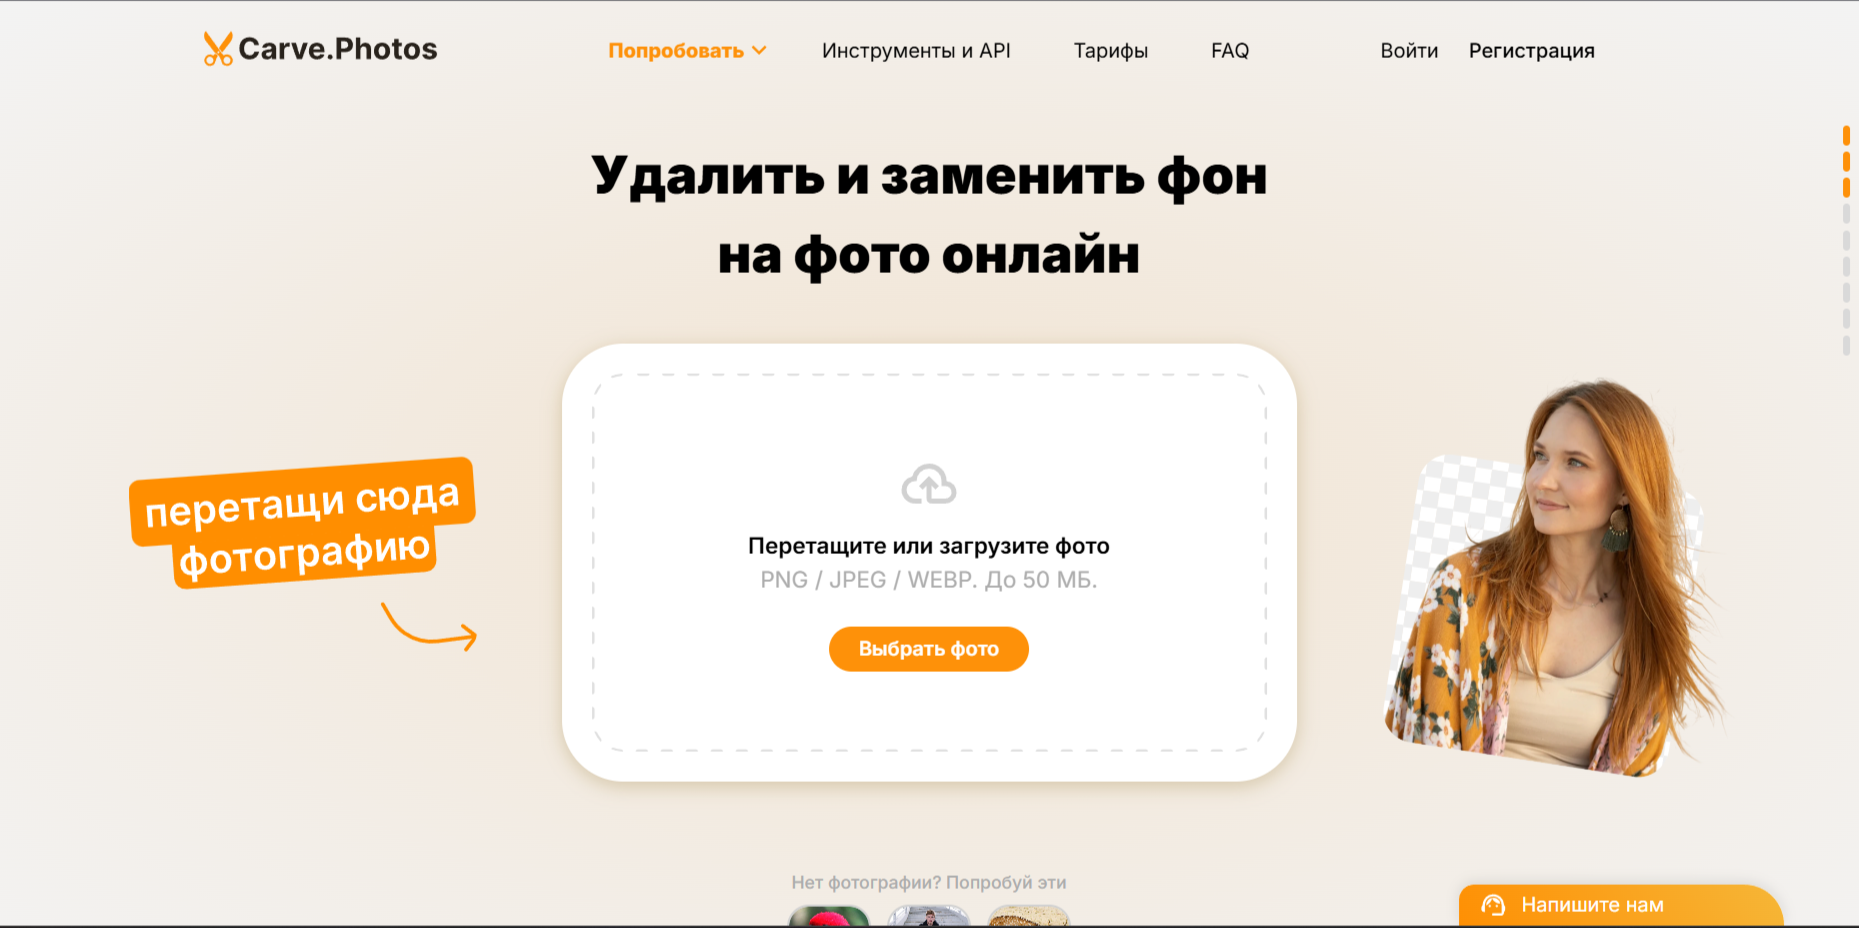 Carve.Photos
Попробовать
Инструменты и API
Тарифы
FAQ
Войти
Регистрация
Удалить и заменить фон
на фото онлайн
перетащи сюда
фотографию
Перетащите или загрузите фото
PNG / JPEG / WEBP. До 50 МБ.
Выбрать фото
Нет фотографии? Попробуй эти
Напишите нам